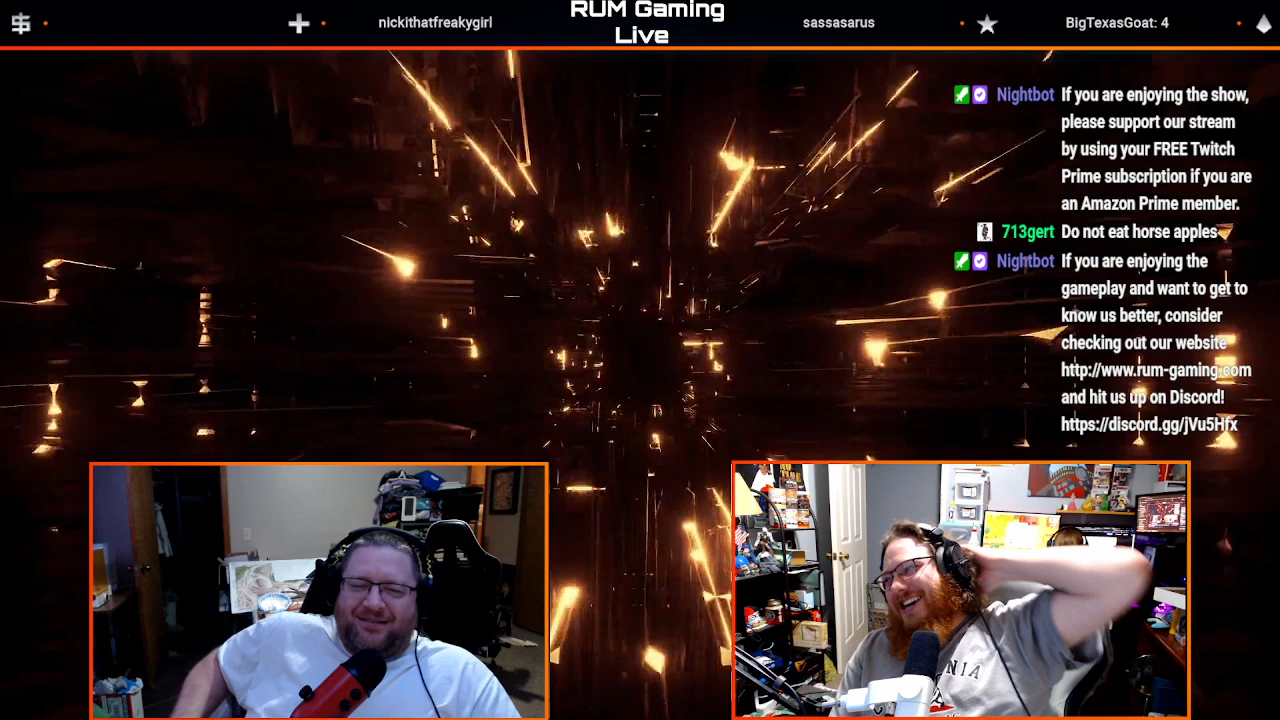 nickithatfreakygirl
RUM Gaming
Live
sassasarus
BigTexasGoat: 4
Nightbot If you are enjoying the show,
please support our stream
by using your FREE Twitch
Prime subscription if you are
an Amazon Prime member.
713gert Do not eat horse apples
Nightbot If you are enjoying the
gameplay and want to get to
know us better, consider
checking out our website
http://www.rum-gaming.com
and hit us up on Discord!
https://discord.gg/jVu5Hfx
NIA